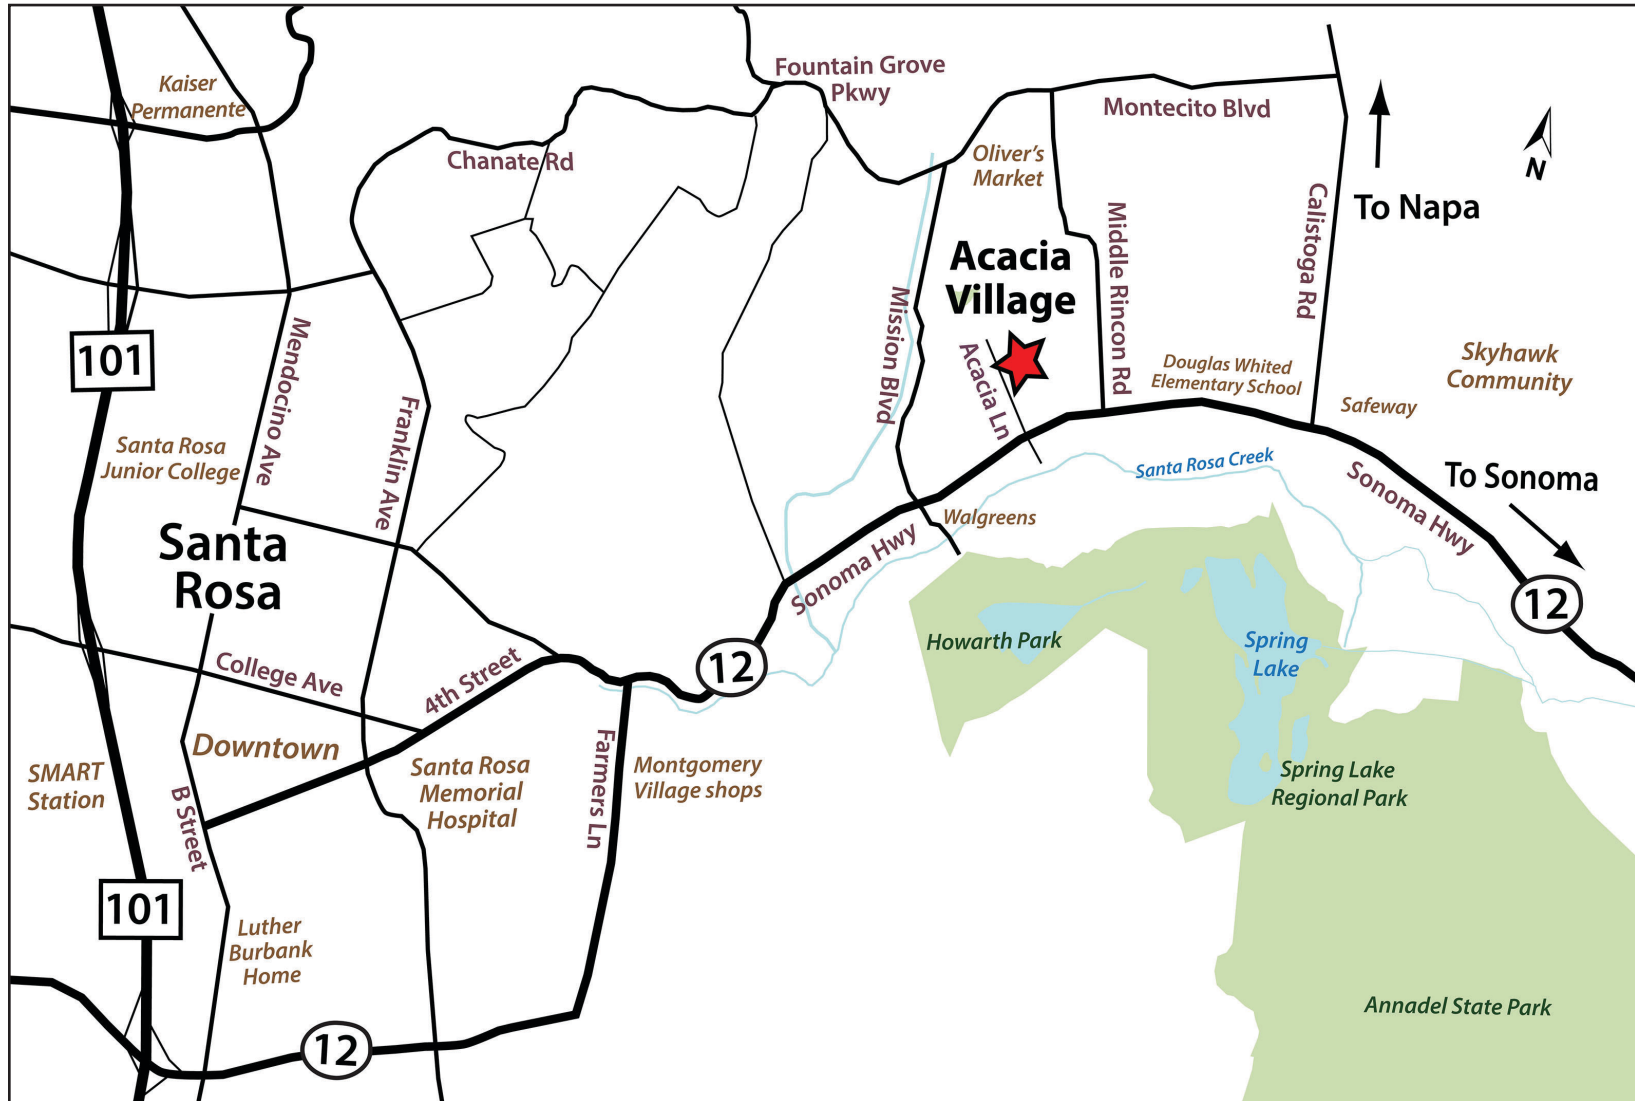 Kaiser
Permanente
Fountain Grove
Pkwy
Montecito Blvd
Chanate Rd
Oliver's
Market
N
To Napa
Acacia
Village
Middle Rincon Rd
Calistoga Rd
Mission Blvd
Acacia Ln
101
Mendocino Ave
Franklin Ave
Douglas Whited
Elementary School
Skyhawk
Community
Safeway
Santa Rosa
Junior College
Santa Rosa Creek
Sonoma Hwy
To Sonoma
Walgreens
Santa
Rosa
Sonoma Hwy
12
12
Howarth Park
Spring
Lake
College Ave
4th Street
Downtown
SMART
Station
B Street
Santa Rosa
Memorial
Hospital
Farmers Ln
Montgomery
Village shops
Spring Lake
Regional Park
101
Luther
Burbank
Home
12
Annadel State Park